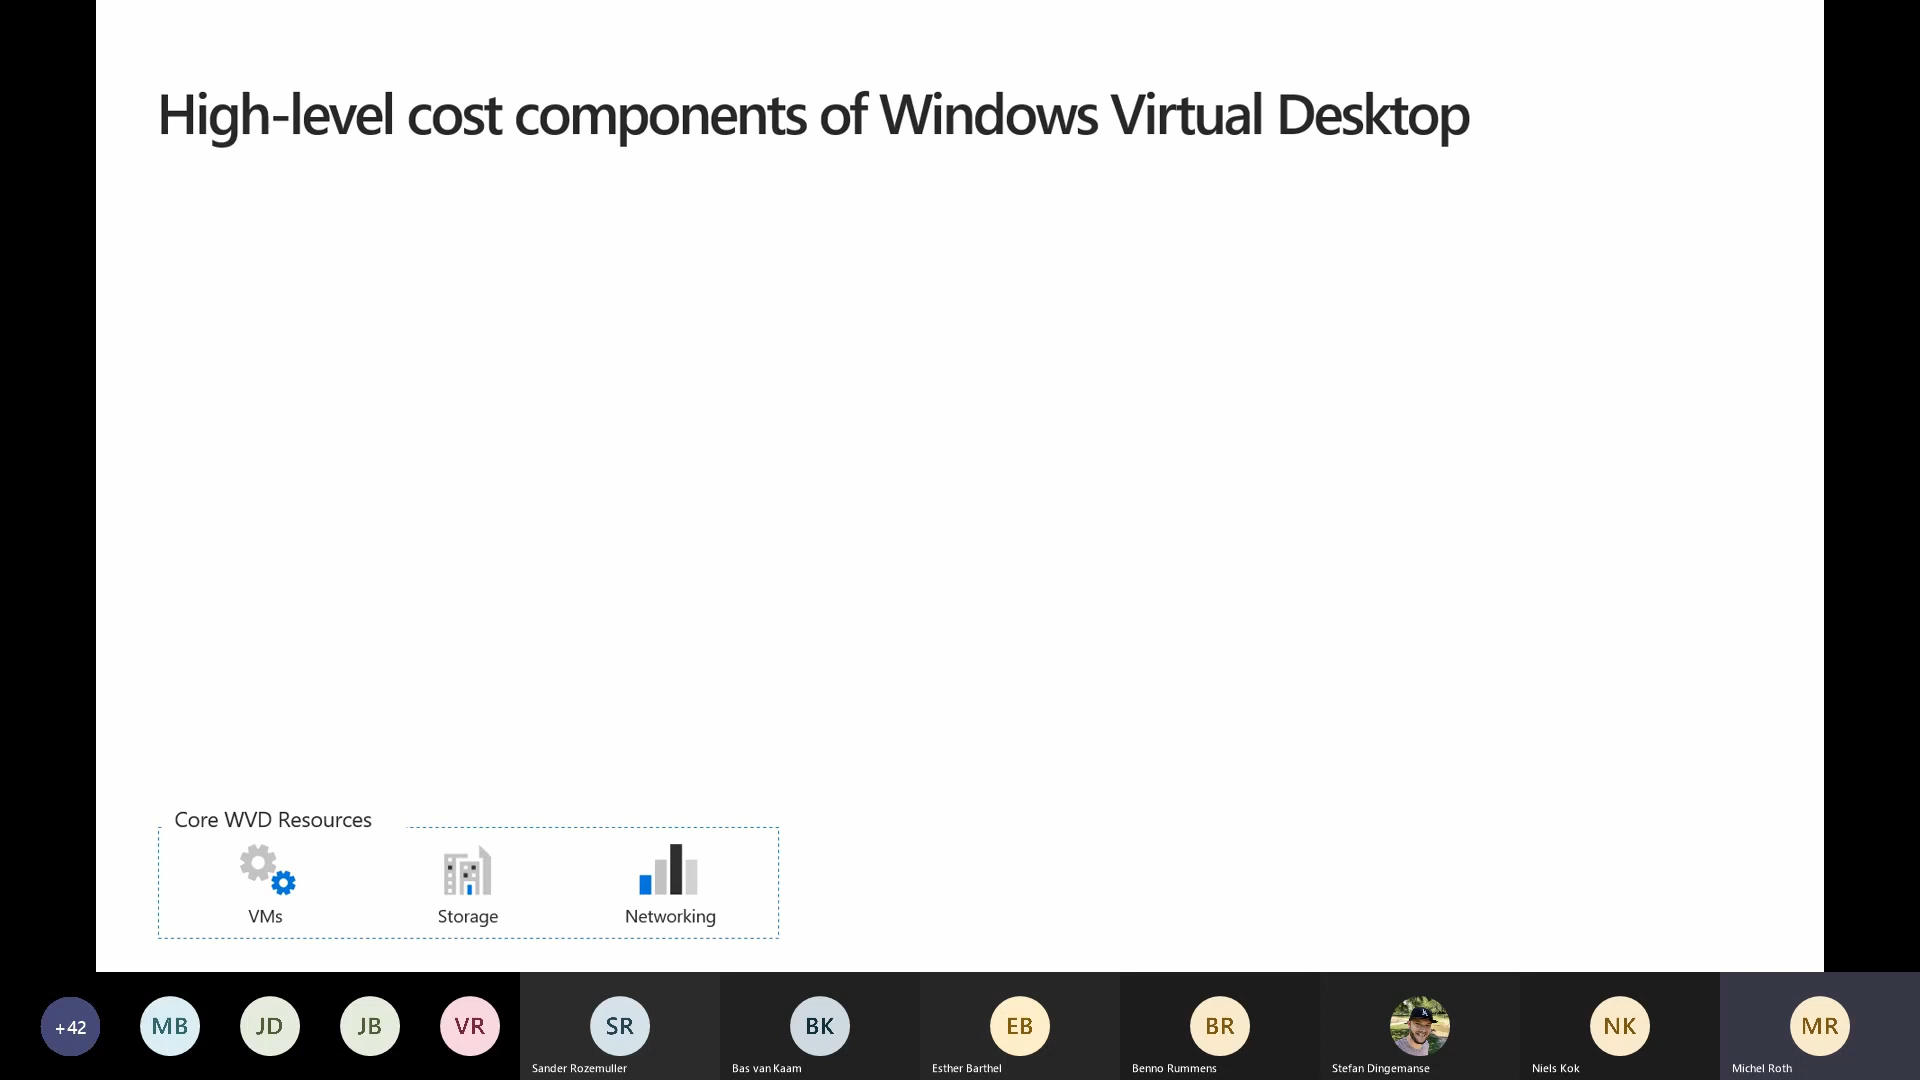 High-level cost components of Windows Virtual Desktop
Core WVD Resources
VMs
Storage
Networking
+42
MB
JD
JB
VR
SR
BK
EB
BR
NK
MR
Sander Rozemuller
Bas van Kaam
Esther Barthel
Benno Rummens
Stefan Dingemanse
Niels Kok
Michel Roth